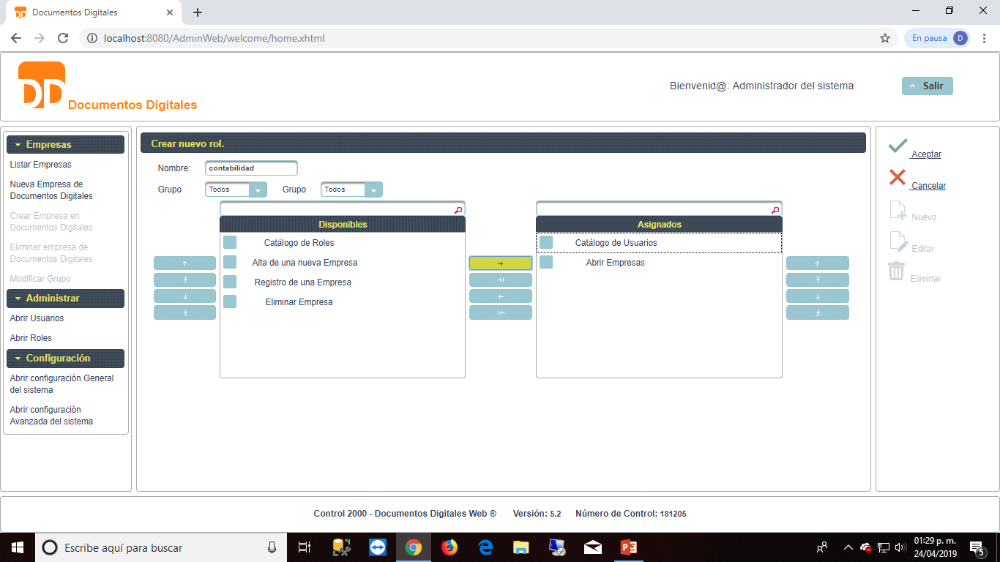 Documentos Digitales
localhost:8080/AdminWeb/welcome/home.xhtml
En pausa
D
DD
Documentos Digitales
Bienvenid@: Administrador del sistema
Salir
Empresas
Listar Empresas
Nueva Empresa de
Documentos Digitales
Crear Empresa en
Documentos Digitales
Eliminar empresa de
Documentos Digitales
Modificar Grupo
Administrar
Abrir Usuarios
Abrir Roles
Configuración
Abrir configuración General
del sistema
Abrir configuración
Avanzada del sistema
Crear nuevo rol.
Nombre: contabilidad
Grupo Todos Grupo Todos
Disponibles
Catálogo de Roles
Alta de una nueva Empresa
Registro de una Empresa
Eliminar Empresa
Asignados
Catálogo de Usuarios
Abrir Empresas
Aceptar
Cancelar
Nuevo
Editar
Eliminar
Control 2000 - Documentos Digitales Web ® Versión: 5.2 Número de Control: 181205
Escribe aquí para buscar
01:29 p. m.
24/04/2019
5